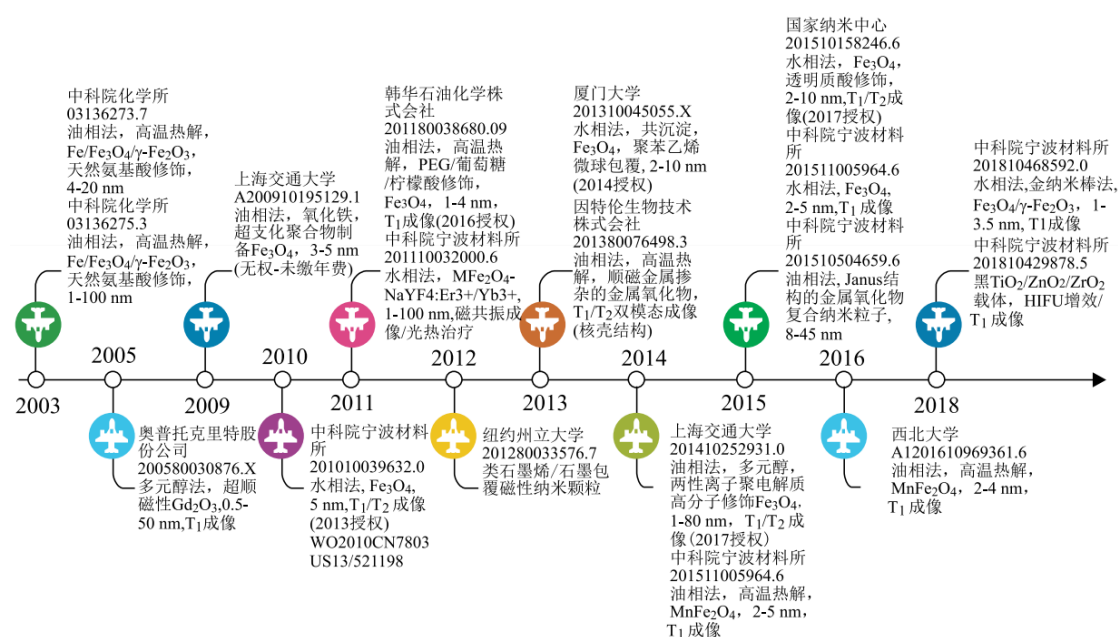 中科院化学所
03136273.7
油相法，高温热解，
Fe/Fe₃O₄/γ-Fe₂O₃，
天然氨基酸修饰，
4-20 nm
中科院化学所
03136275.3
油相法，高温热解，
Fe/Fe₃O₄/γ-Fe₂O₃，
天然氨基酸修饰，
1-100 nm
2003
2005
奥普托克里特股
份公司
200580030876.X
多元醇法，超顺
磁性Gd₂O₃,0.5-
50 nm,T₁成像
上海交通大学
A200910195129.1
油相法，氧化铁，
超支化聚合物制
备Fe₃O₄，3-5 nm
(无权-未缴年费)
2009
2010
中科院宁波材料
所
201010039632.0
水相法, Fe₃O₄,
5 nm,T₁/T₂ 成像
(2013授权)
WO2010CN7803
US13/521198
韩华石油化学株
式会社
201180038680.09
油相法，高温热
解，PEG/葡萄糖
/柠檬酸修饰，
Fe₃O₄，1-4 nm，
T₁成像(2016授权)
中科院宁波材料所
201110032000.6
水相法，MFe₂O₄-
NaYF4:Er3+/Yb3+,
1-100 nm,磁共振成
像/光热治疗
2011
2012
纽约州立大学
201280033576.7
类石墨烯/石墨包
覆磁性纳米颗粒
厦门大学
201310045055.X
水相法，共沉淀，
Fe₃O₄，聚苯乙烯
微球包覆, 2-10 nm
(2014授权)
因特伦生物技术
株式会社
201380076498.3
油相法，高温热
解，顺磁金属掺
杂的金属氧化物，
T₁/T₂双模态成像
(核壳结构)
2013
2014
上海交通大学
201410252931.0
油相法，多元醇，
两性离子聚电解质
高分子修饰Fe₃O₄,
1-80 nm，T₁/T₂ 成
像(2017授权)
中科院宁波材料所
201511005964.6
油相法，高温热解，
MnFe₂O₄，2-5 nm，
T₁ 成像
国家纳米中心
201510158246.6
水相法，Fe₃O₄，
透明质酸修饰，
2-10 nm,T₁/T₂成
像(2017授权)
中科院宁波材料
所
201511005964.6
水相法, Fe₃O₄,
2-5 nm,T₁ 成像
中科院宁波材料
所
201510504659.6
油相法, Janus结
构的金属氧化物
复合纳米粒子,
8-45 nm
2015
2016
西北大学
A1201610969361.6
油相法，高温热解，
MnFe₂O₄，2-4 nm，
T₁ 成像
中科院宁波材料所
201810468592.0
水相法,金纳米棒法,
Fe₃O₄/γ-Fe₂O₃，1-
3.5 nm，T1成像
中科院宁波材料所
201810429878.5
黑TiO₂/ZnO₂/ZrO₂
载体，HIFU增效/
T₁ 成像
2018